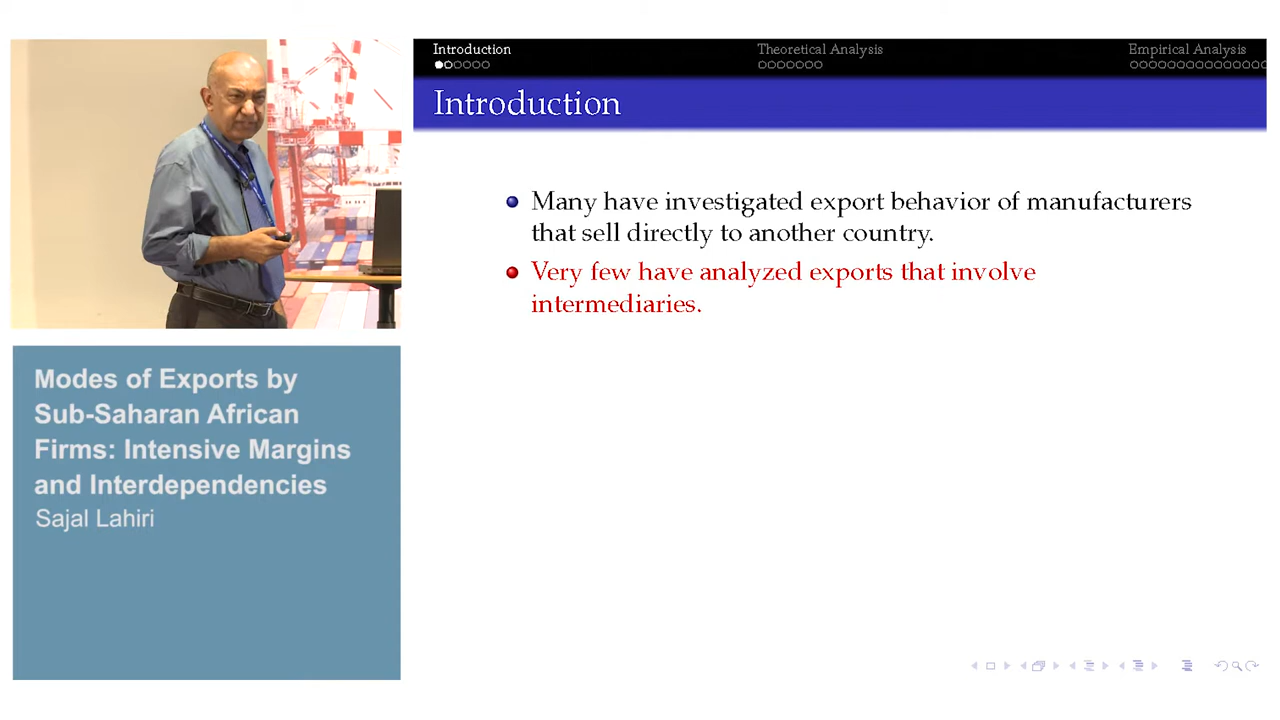 Introduction
Theoretical Analysis
Empirical Analysis
Introduction
Many have investigated export behavior of manufacturers
that sell directly to another country.
Very few have analyzed exports that involve
intermediaries.
Modes of Exports by
Sub-Saharan African
Firms: Intensive Margins
and Interdependencies
Sajal Lahiri